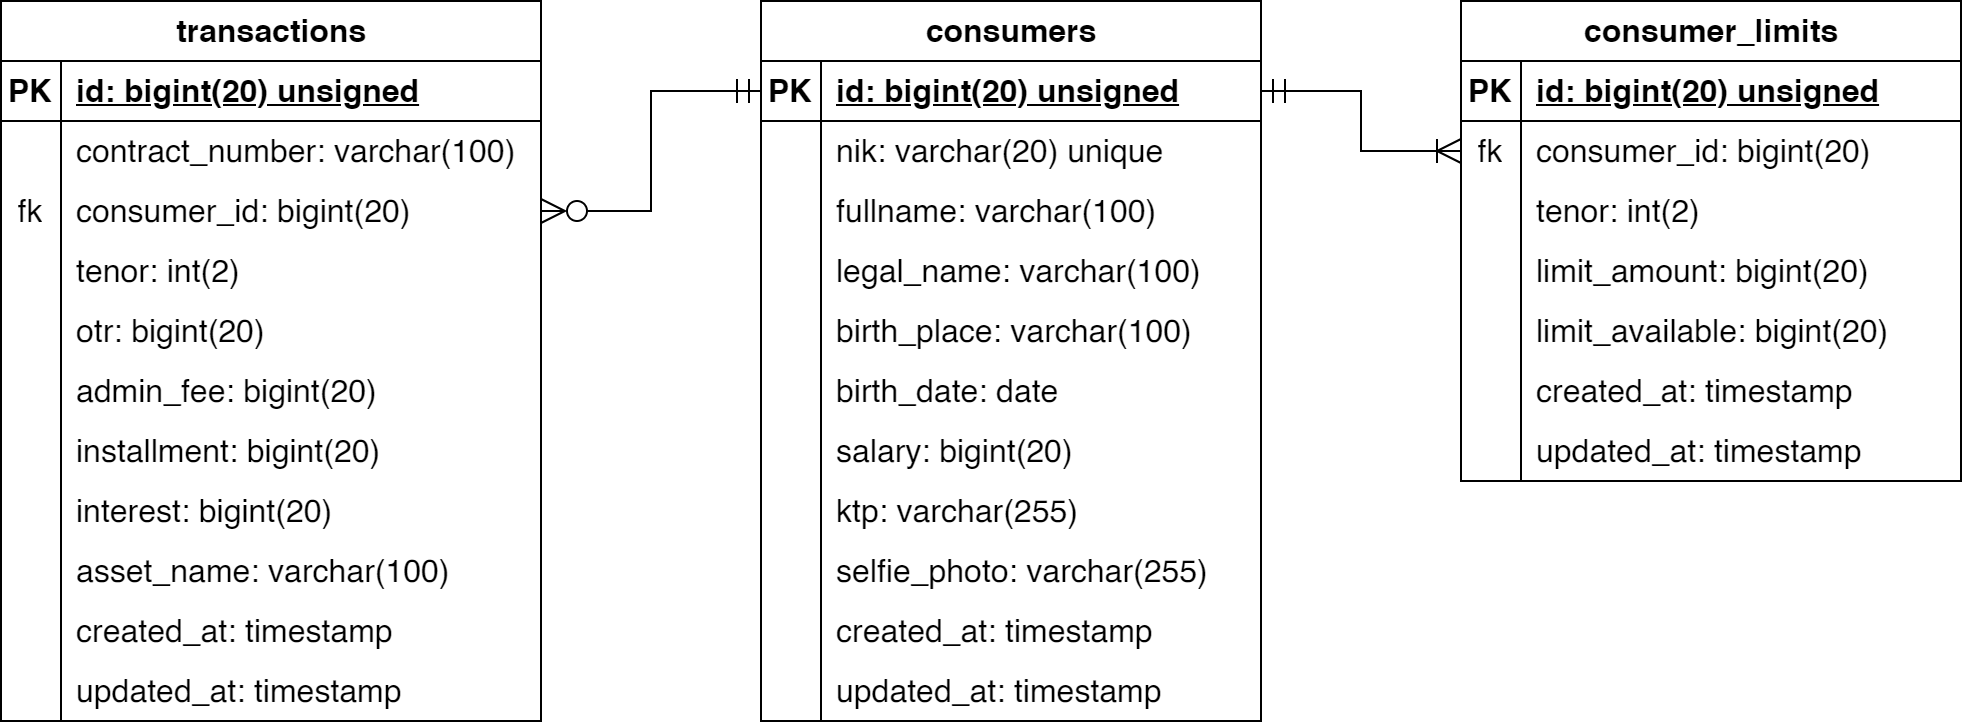 transactions
PK id: bigint(20) unsigned
contract_number: varchar(100)
fk consumer_id: bigint(20)
tenor: int(2)
otr: bigint(20)
admin_fee: bigint(20)
installment: bigint(20)
interest: bigint(20)
asset_name: varchar(100)
created_at: timestamp
updated_at: timestamp
consumers
PK id: bigint(20) unsigned
nik: varchar(20) unique
fullname: varchar(100)
legal_name: varchar(100)
birth_place: varchar(100)
birth_date: date
salary: bigint(20)
ktp: varchar(255)
selfie_photo: varchar(255)
created_at: timestamp
updated_at: timestamp
consumer_limits
PK id: bigint(20) unsigned
fk consumer_id: bigint(20)
tenor: int(2)
limit_amount: bigint(20)
limit_available: bigint(20)
created_at: timestamp
updated_at: timestamp